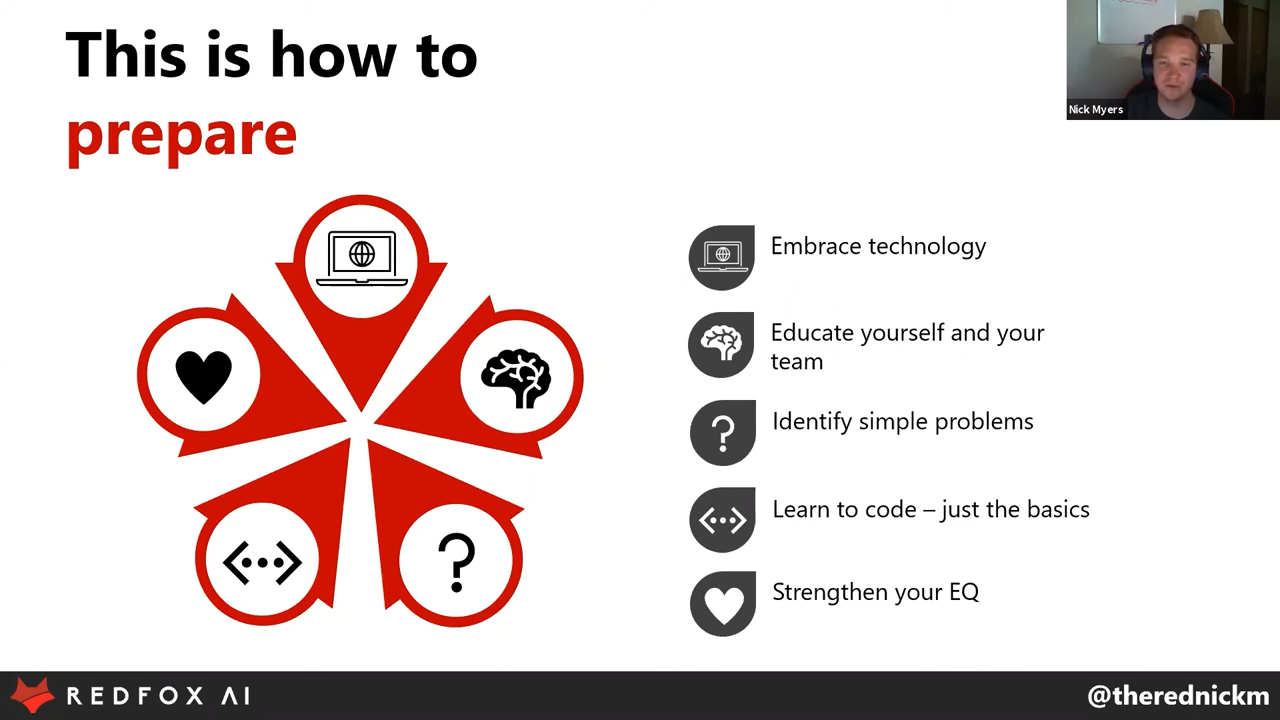 This is how to
prepare
Nick Myers
Embrace technology
Educate yourself and your
team
Identify simple problems
Learn to code – just the basics
Strengthen your EQ
REDFOX AI
@therednickm